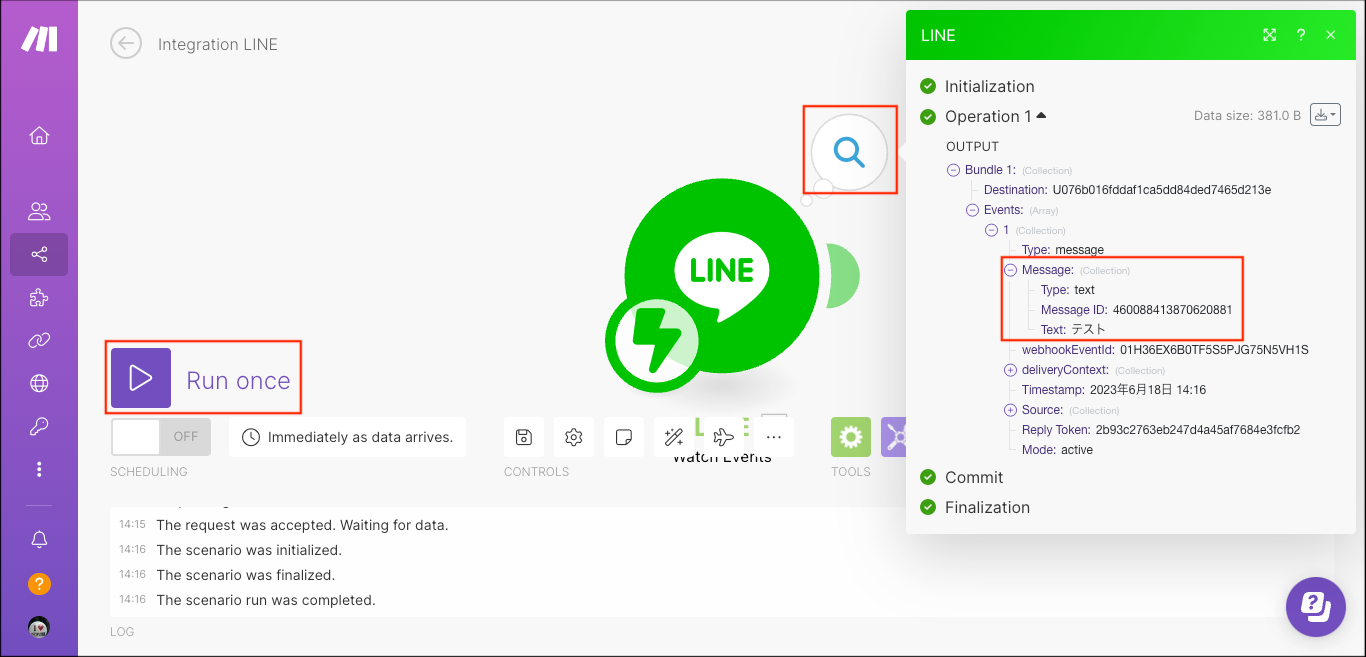 Integration LINE
LINE
Run once
OFF
Immediately as data arrives.
LINE
Watch Events
SCHEDULING
CONTROLS
TOOLS
14:15 The request was accepted. Waiting for data.
14:16 The scenario was initialized.
14:16 The scenario was finalized.
14:16 The scenario run was completed.
LOG
LINE
?
Initialization
Operation 1
Data size: 381.0 B
OUTPUT
Bundle 1: (Collection)
Destination: U076b016fddaf1ca5dd84ded7465d213e
Events: (Array)
1 (Collection)
Type: message
Message: (Collection)
Type: text
Message ID: 460088413870620881
Text: テスト
webhookEventId: 01H36EX6B0TF5S5PJG75N5VH1S
deliveryContext: (Collection)
Timestamp: 2023年6月18日 14:16
Source: (Collection)
Reply Token: 2b93c2763eb247d4a45af7684e3fcfb2
Mode: active
Commit
Finalization
?
?